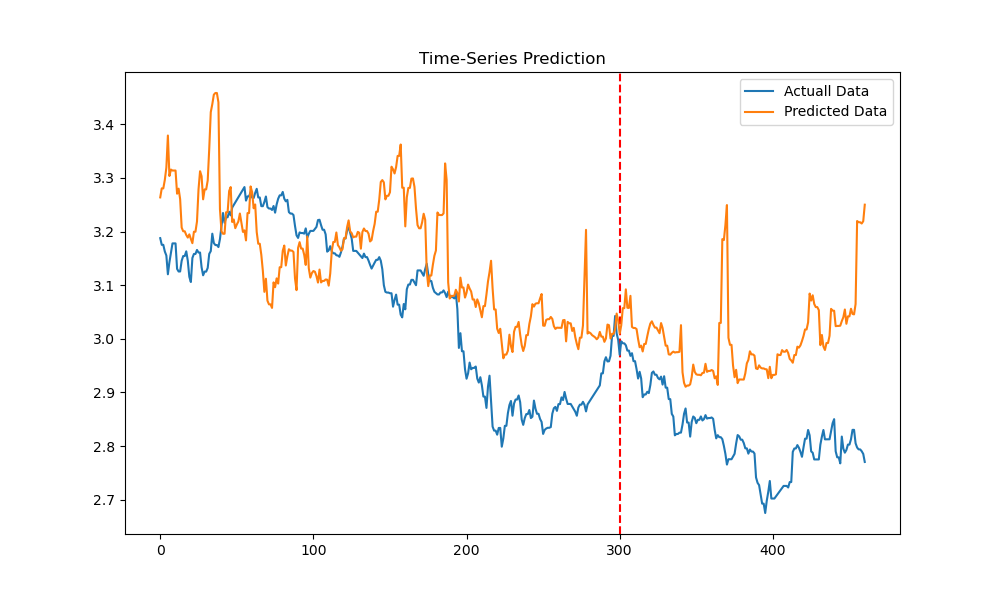 Time-Series Prediction
Actuall Data
Predicted Data
3.4
3.3
3.2
3.1
3.0
2.9
2.8
2.7
0 100 200 300 400